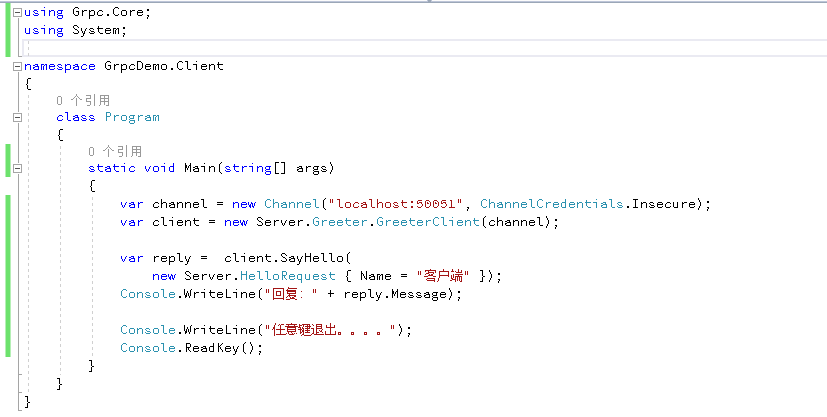 using Grpc.Core;
using System;
namespace GrpcDemo.Client
{
0 个引用
class Program
{
0 个引用
static void Main(string[] args)
{
var channel = new Channel("localhost:50051", ChannelCredentials.Insecure);
var client = new Server.Greeter.GreeterClient(channel);
var reply =  client.SayHello(
new Server.HelloRequest { Name = "客户端" });
Console.WriteLine("回复：" + reply.Message);
Console.WriteLine("任意键退出。。。。");
Console.ReadKey();
}
}
}